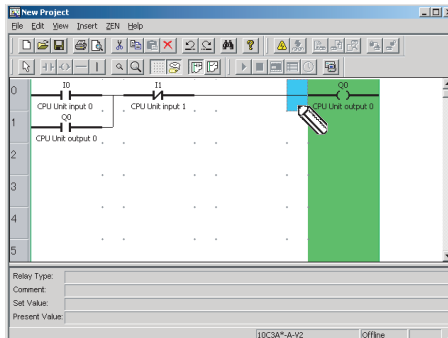 New Project
File Edit View Insert ZEN Help
0
I0
I1
Q0
CPU Unit input 0
CPU Unit input 1
CPU Unit output 0
1
Q0
CPU Unit output 0
2
3
4
5
Relay Type:
Comment:
Set Value:
Present Value:
10C3A*-A-V2
Offline